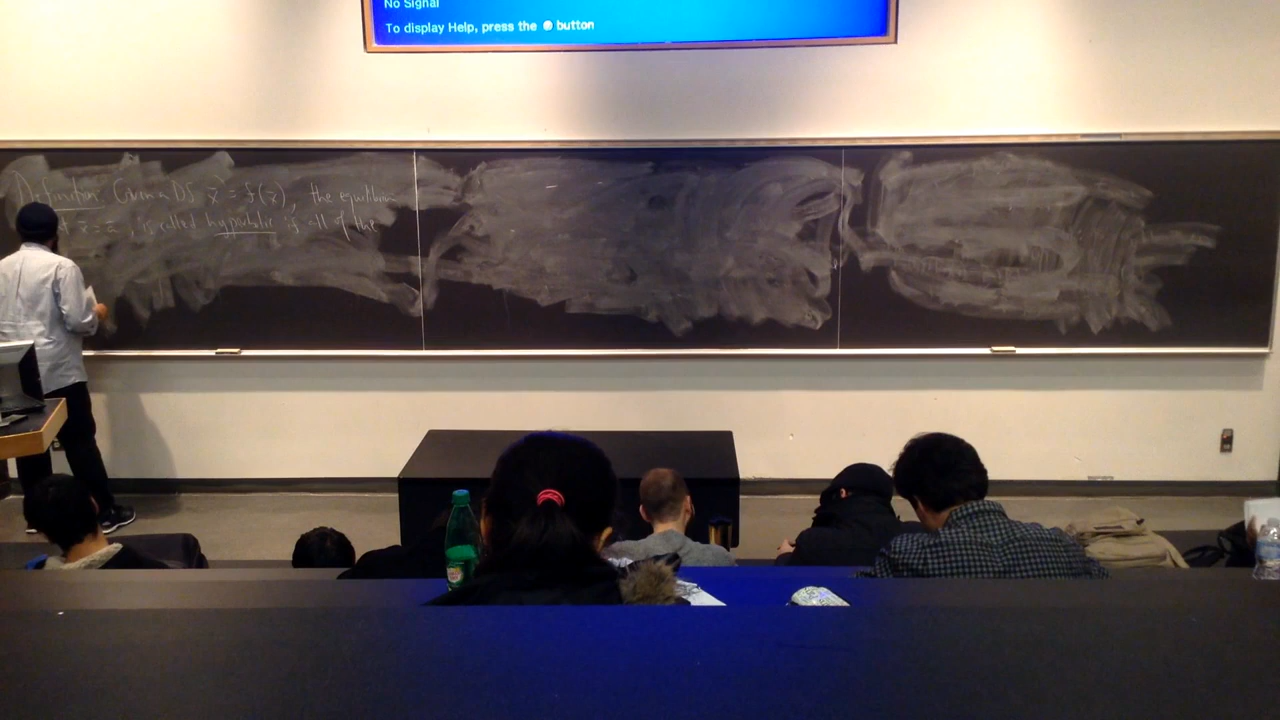 No Signal
To display Help, press the button
Definition Given a DS ẋ = f(x), the equilibrium
x = a, is called hyperbolic if all of the